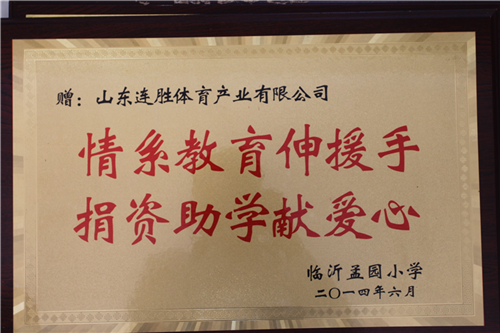 赠：山东连胜体育产业有限公司
情系教育伸援手
捐资助学献爱心
临沂孟园小学
二〇一四年六月